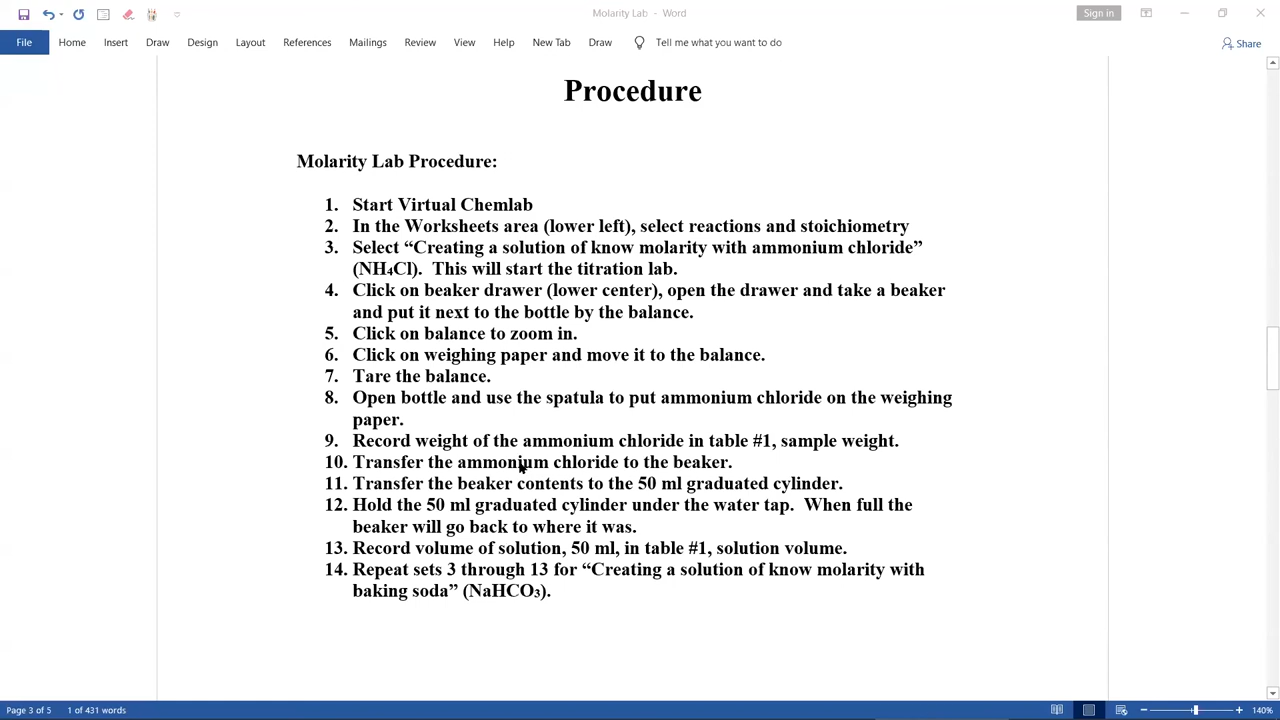 Molarity Lab - Word
Sign in
File Home Insert Draw Design Layout References Mailings Review View Help New Tab Draw Tell me what you want to do Share
Procedure
Molarity Lab Procedure:
1. Start Virtual Chemlab
2. In the Worksheets area (lower left), select reactions and stoichiometry
3. Select “Creating a solution of know molarity with ammonium chloride”
(NH₄Cl). This will start the titration lab.
4. Click on beaker drawer (lower center), open the drawer and take a beaker
and put it next to the bottle by the balance.
5. Click on balance to zoom in.
6. Click on weighing paper and move it to the balance.
7. Tare the balance.
8. Open bottle and use the spatula to put ammonium chloride on the weighing
paper.
9. Record weight of the ammonium chloride in table #1, sample weight.
10. Transfer the ammonium chloride to the beaker.
11. Transfer the beaker contents to the 50 ml graduated cylinder.
12. Hold the 50 ml graduated cylinder under the water tap. When full the
beaker will go back to where it was.
13. Record volume of solution, 50 ml, in table #1, solution volume.
14. Repeat sets 3 through 13 for “Creating a solution of know molarity with
baking soda” (NaHCO₃).
Page 3 of 5 1 of 431 words 140%